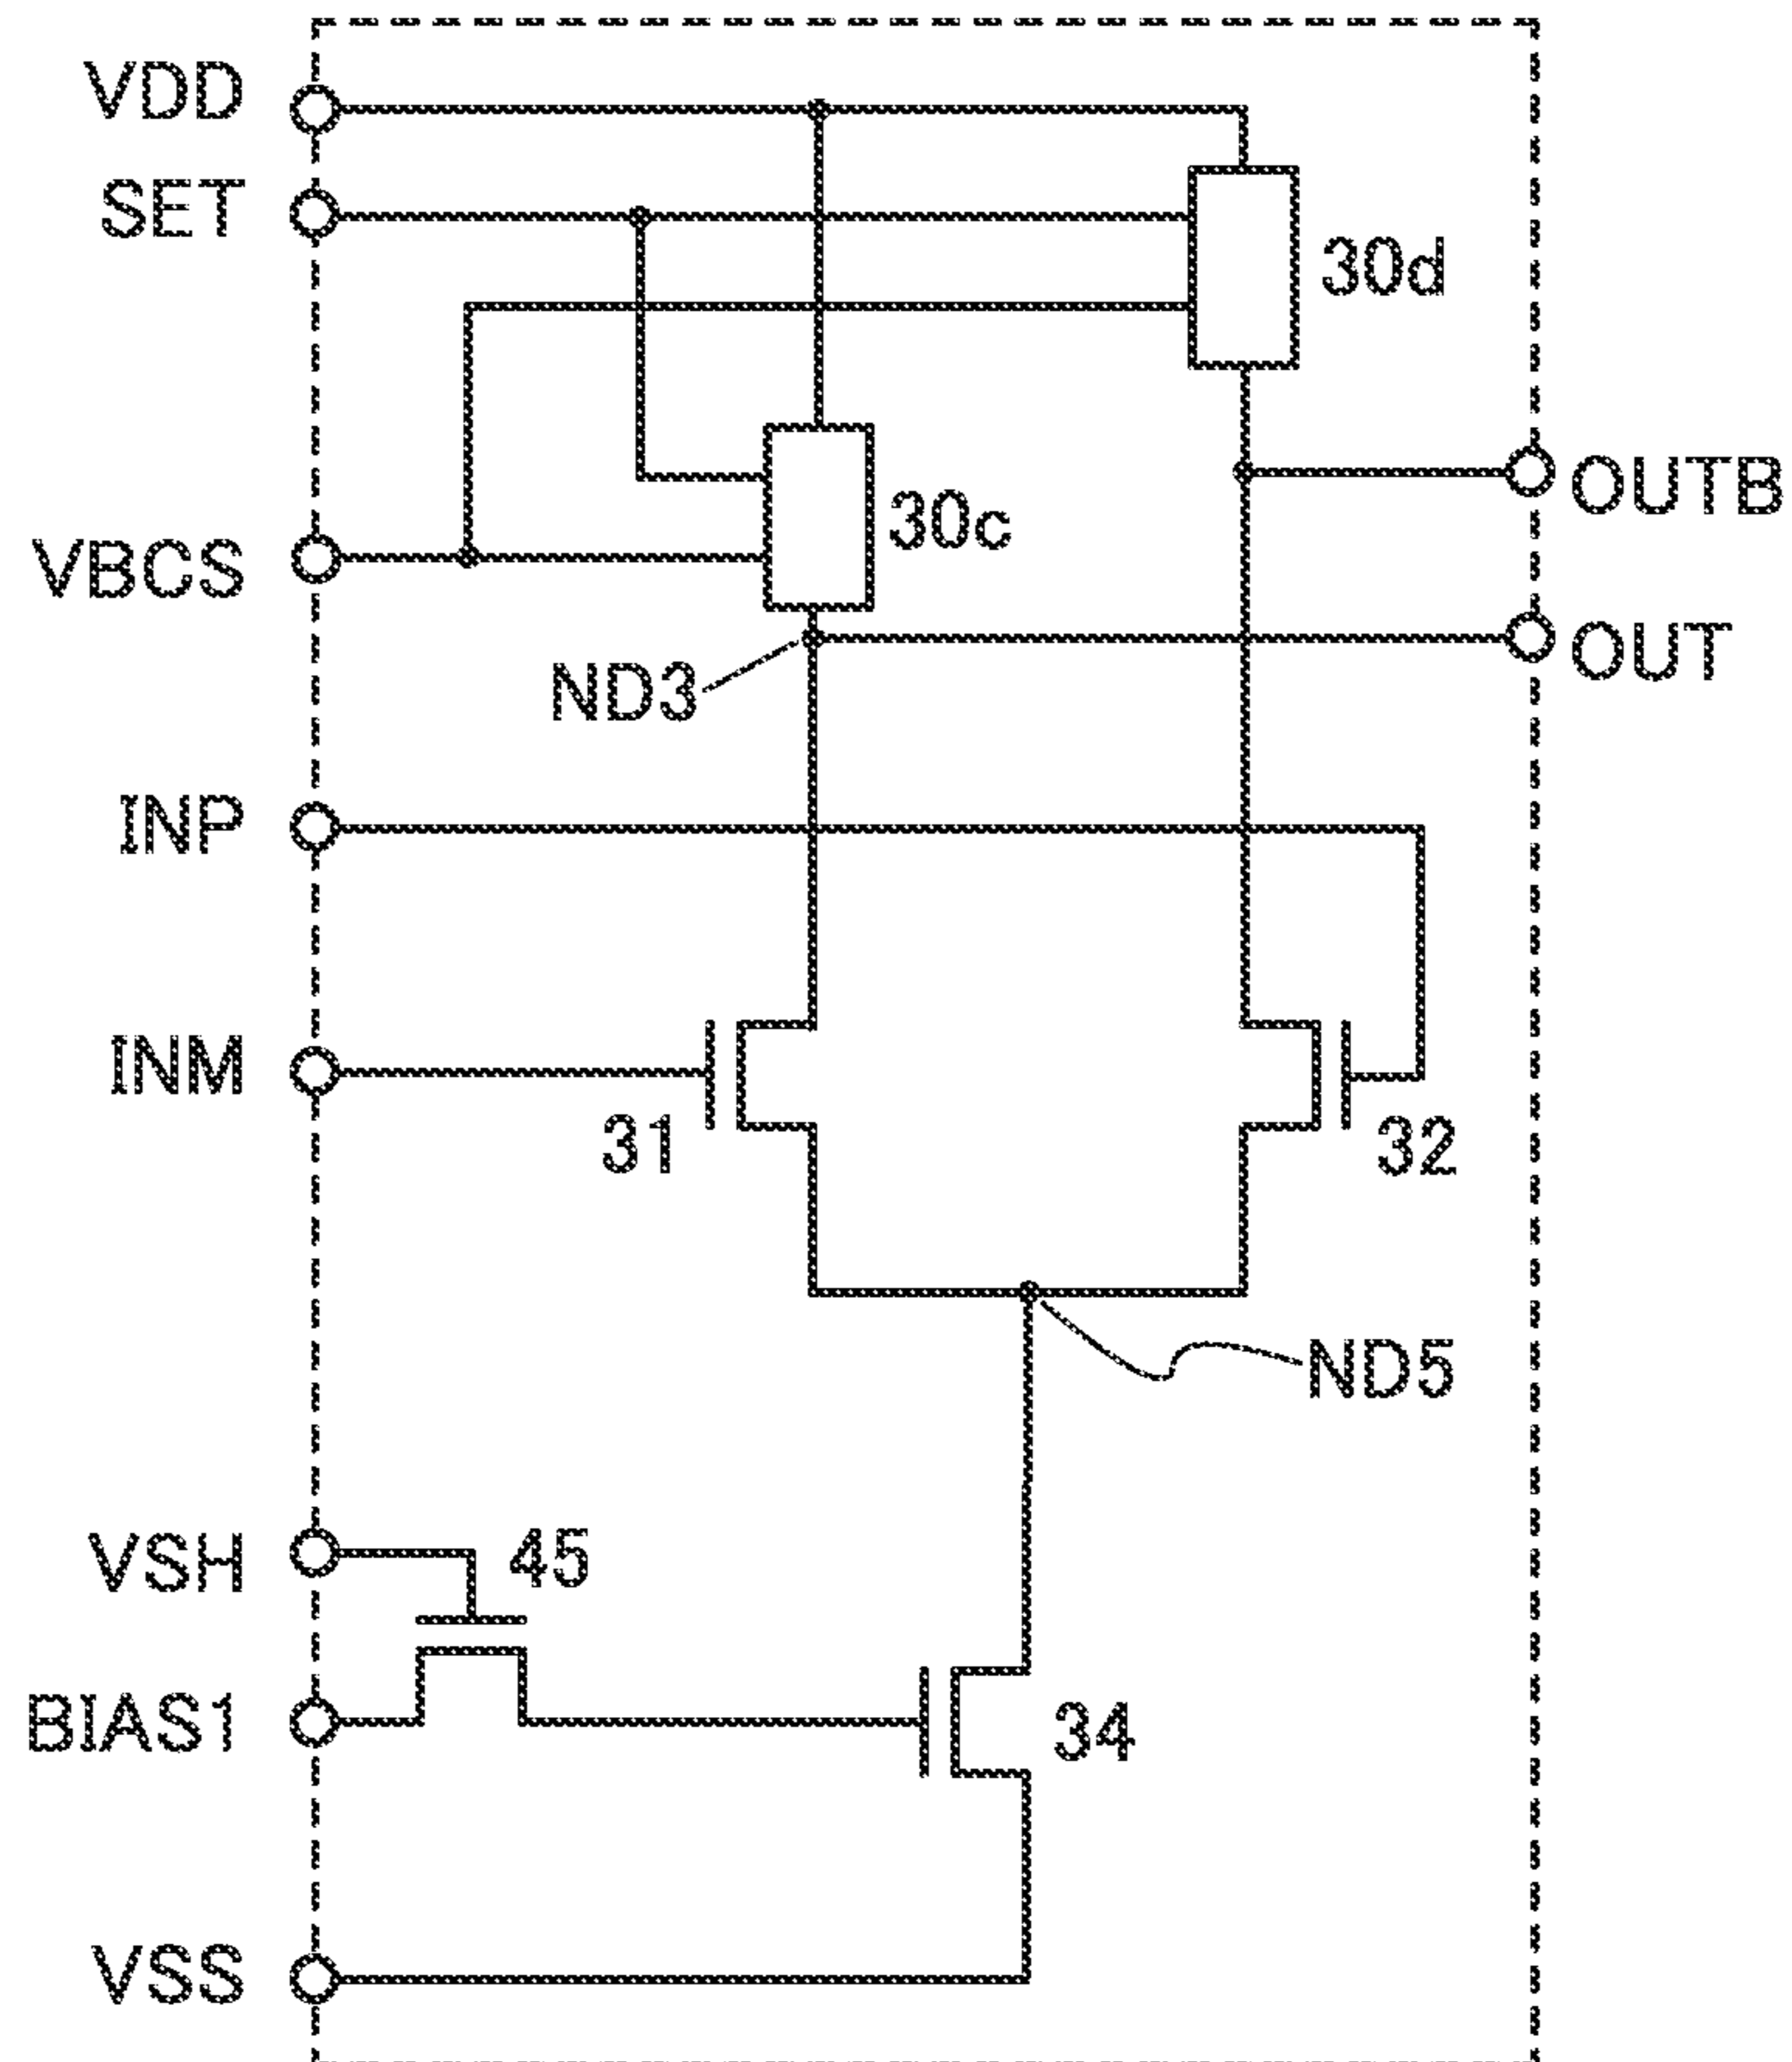 VDD
SET
30d
OUTB
30c
VBCS
OUT
ND3
INP
INM
31
32
ND5
VSH
45
BIAS1
34
VSS